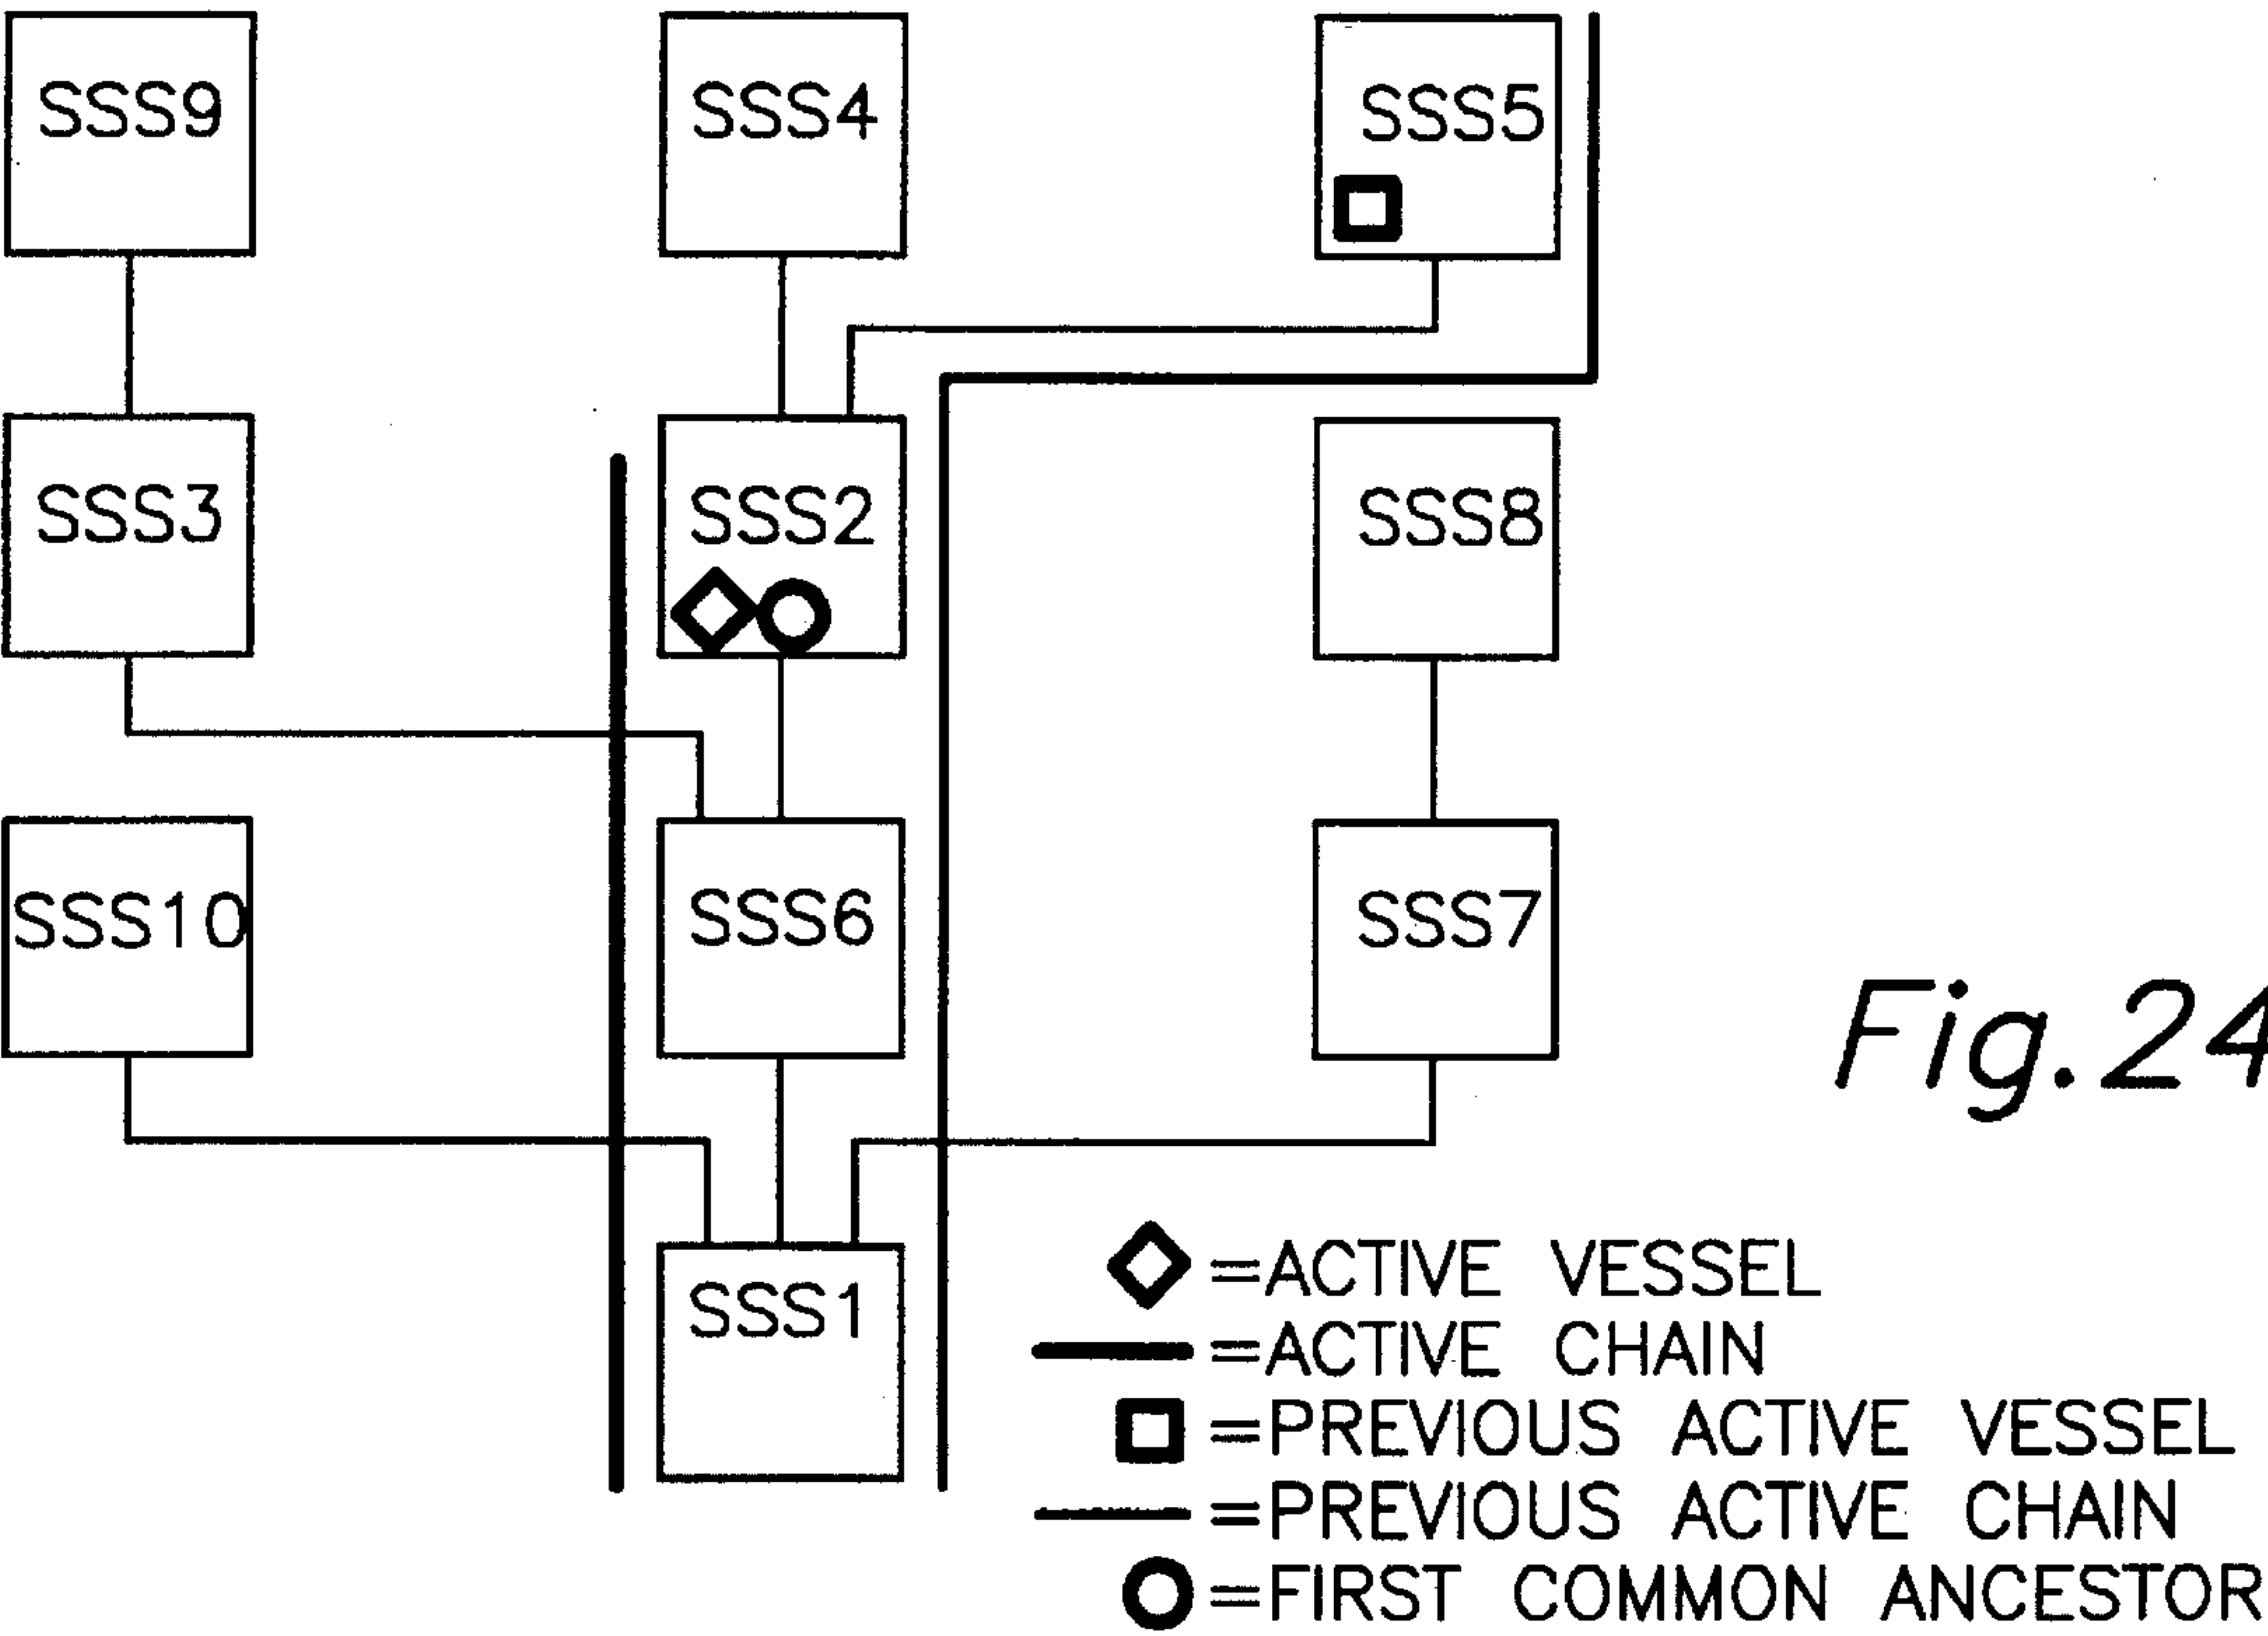 SSS9 SSS4 SSS5
SSS3 SSS2 SSS8
SSS10 SSS6 SSS7
Fig.24
SSS1
=ACTIVE VESSEL
=ACTIVE CHAIN
=PREVIOUS ACTIVE VESSEL
=PREVIOUS ACTIVE CHAIN
=FIRST COMMON ANCESTOR